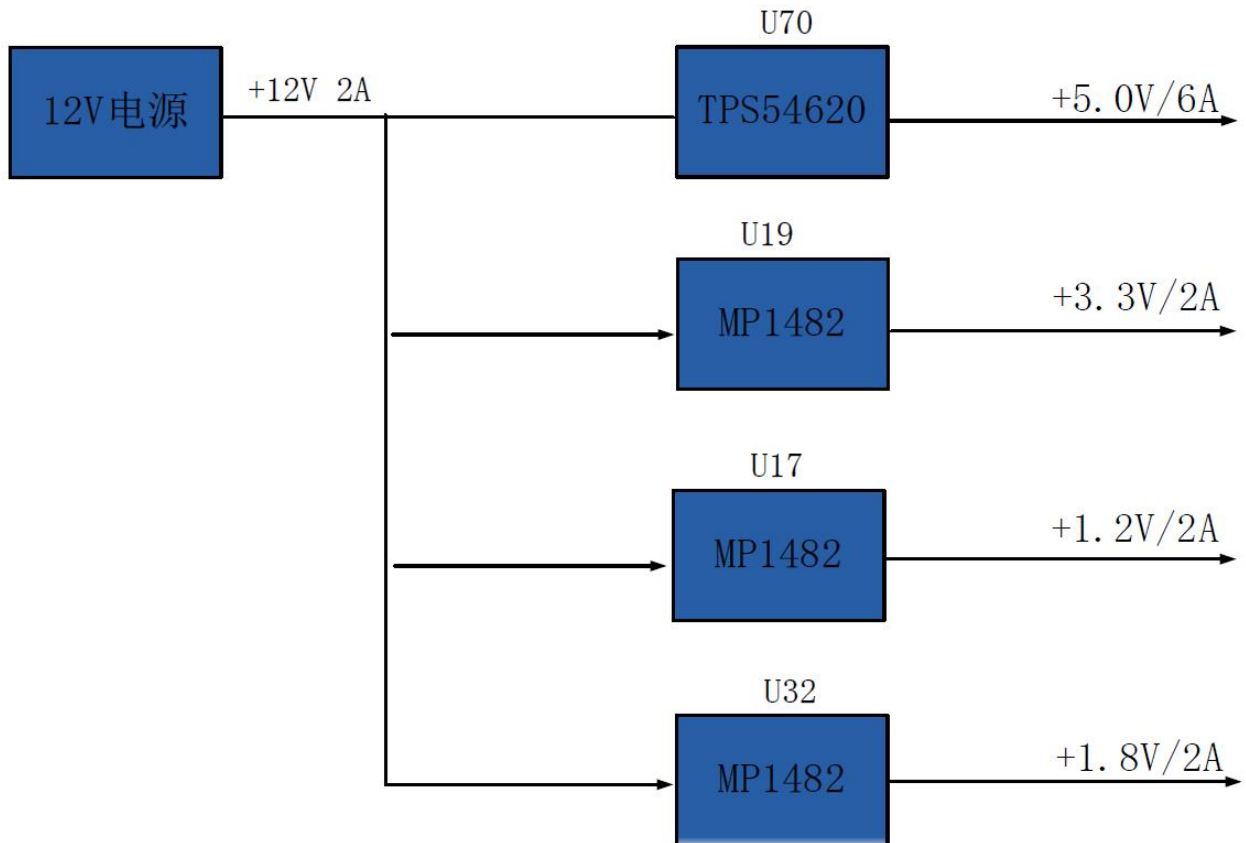 U70
12V电源
+12V 2A
TPS54620
+5.0V/6A
U19
MP1482
+3.3V/2A
U17
MP1482
+1.2V/2A
U32
MP1482
+1.8V/2A